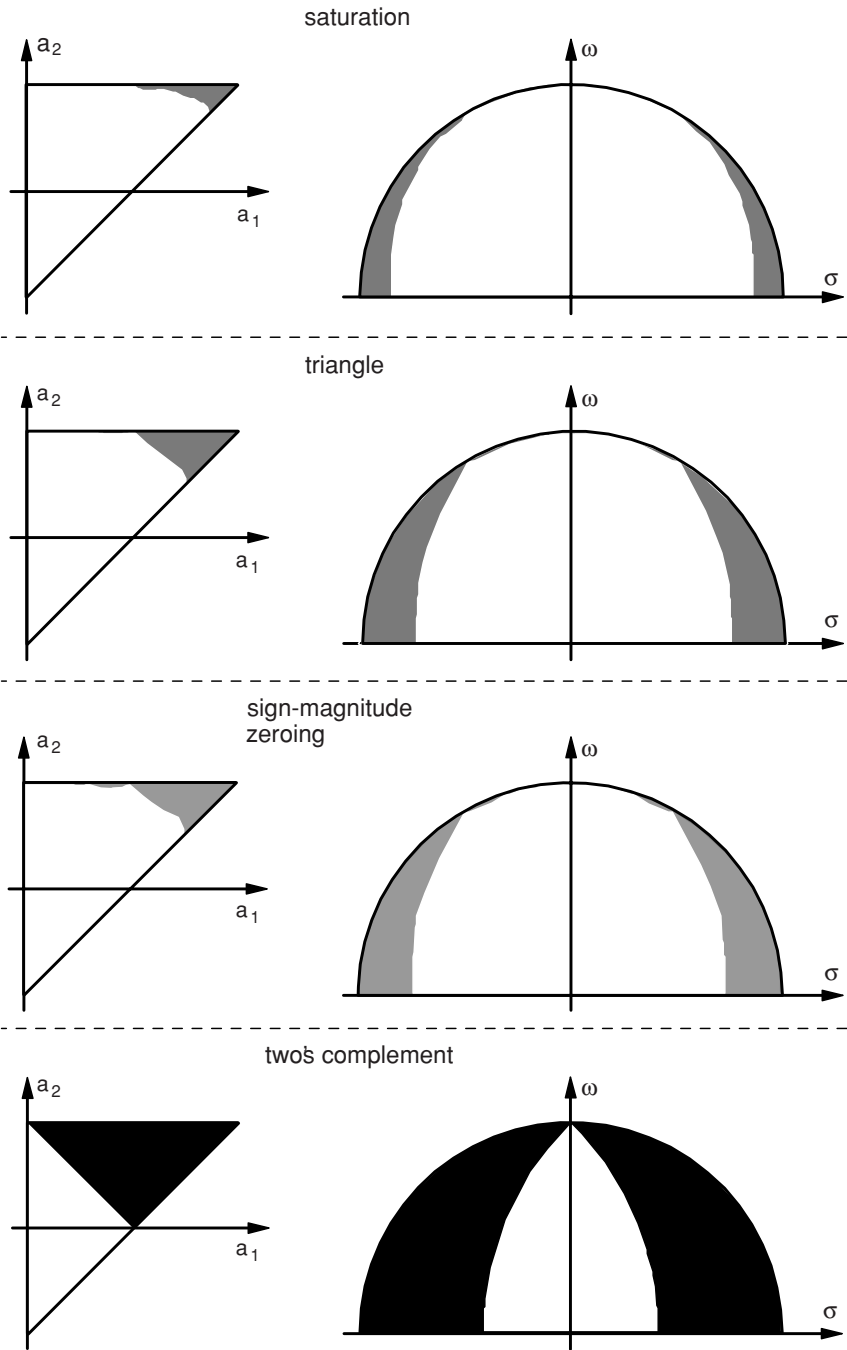 saturation
a2
ω
a1
σ
triangle
a2
ω
a1
σ
sign-magnitude
zeroing
a2
ω
a1
σ
two's complement
a2
ω
a1
σ